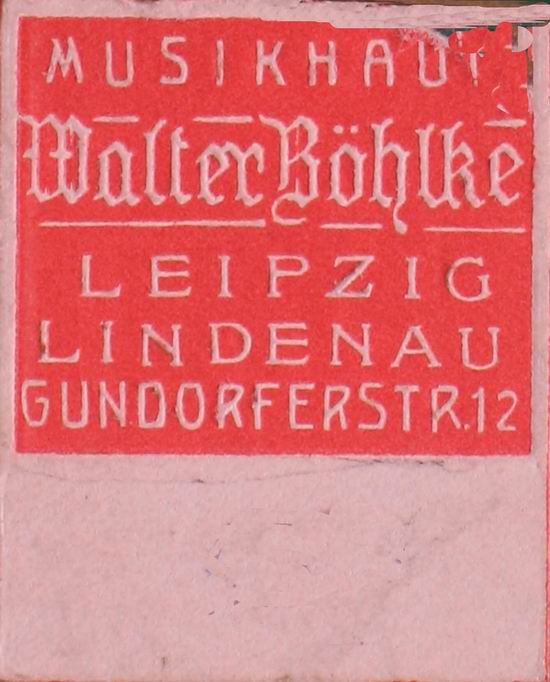 MUSIKHAU
Walter Böhlke
LEIPZIG
LINDENAU
GUNDORFERSTR.12